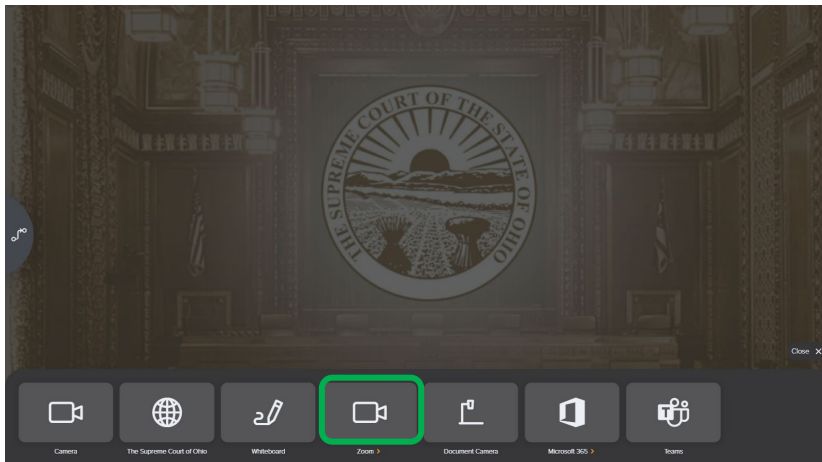 THE SUPREME COURT OF THE STATE OF OHIO
Close X
Camera
The Supreme Court of Ohio
Whiteboard
Zoom >
Document Camera
Microsoft 365 >
Teams